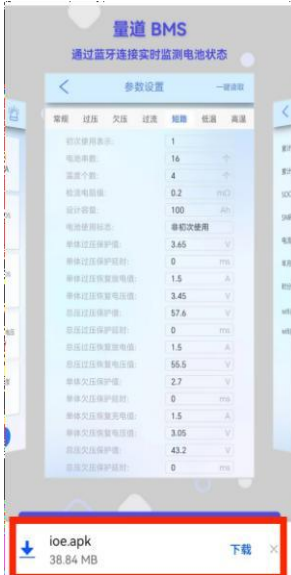 量道 BMS
通过蓝牙连接实时监测电池状态
参数设置 一键读取
常规 过压 欠压 过流 短路 低温 高温
初次使用表示: 1
电池串数: 16 个
温度个数: 4 个
检流电阻值: 0.2 mΩ
设计容量: 100 Ah
电池使用标志: 非初次使用
单体过压保护值: 3.65 V
单体过压保护延时: 0 ms
单体过压恢复放电值: 1.5 A
单体过压恢复电压值: 3.45 V
总压过压保护值: 57.6 V
总压过压保护延时: 0 ms
总压过压恢复放电值: 1.5 A
总压过压恢复电压值: 55.5 V
单体欠压保护值: 2.7 V
单体欠压保护延时: 0 ms
单体欠压恢复充电值: 1.5 A
单体欠压恢复电压值: 3.05 V
总压欠压保护值: 43.2 V
总压欠压保护延时: 0 ms
ioe.apk
38.84 MB
下载